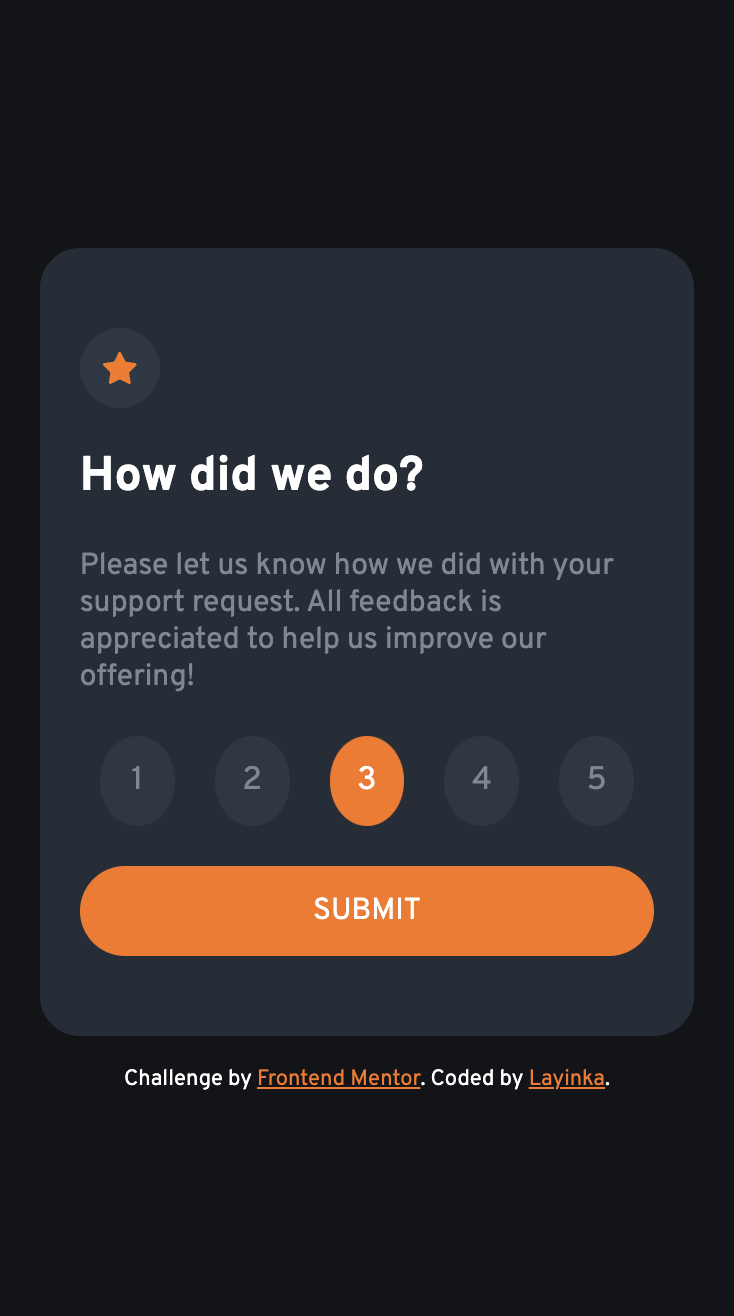 How did we do?
Please let us know how we did with your
support request. All feedback is
appreciated to help us improve our
offering!
1 2 3 4 5
SUBMIT
Challenge by Frontend Mentor. Coded by Layinka.